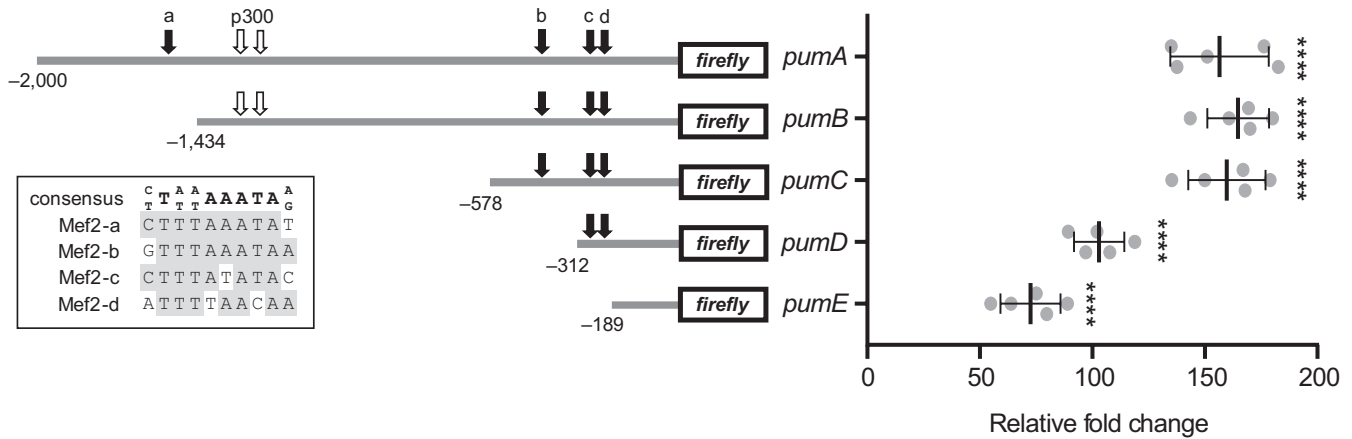 a p300 b c d
firefly pumA ****
–2,000
firefly pumB ****
–1,434
firefly pumC ****
–578
firefly pumD ****
–312
firefly pumE ****
–189
consensus C/T T A/T A/T A A A T A A/G
Mef2-a CTTTAAATAT
Mef2-b GTTTAAATAA
Mef2-c CTTTATATAC
Mef2-d ATTTTAACAA
0 50 100 150 200
Relative fold change